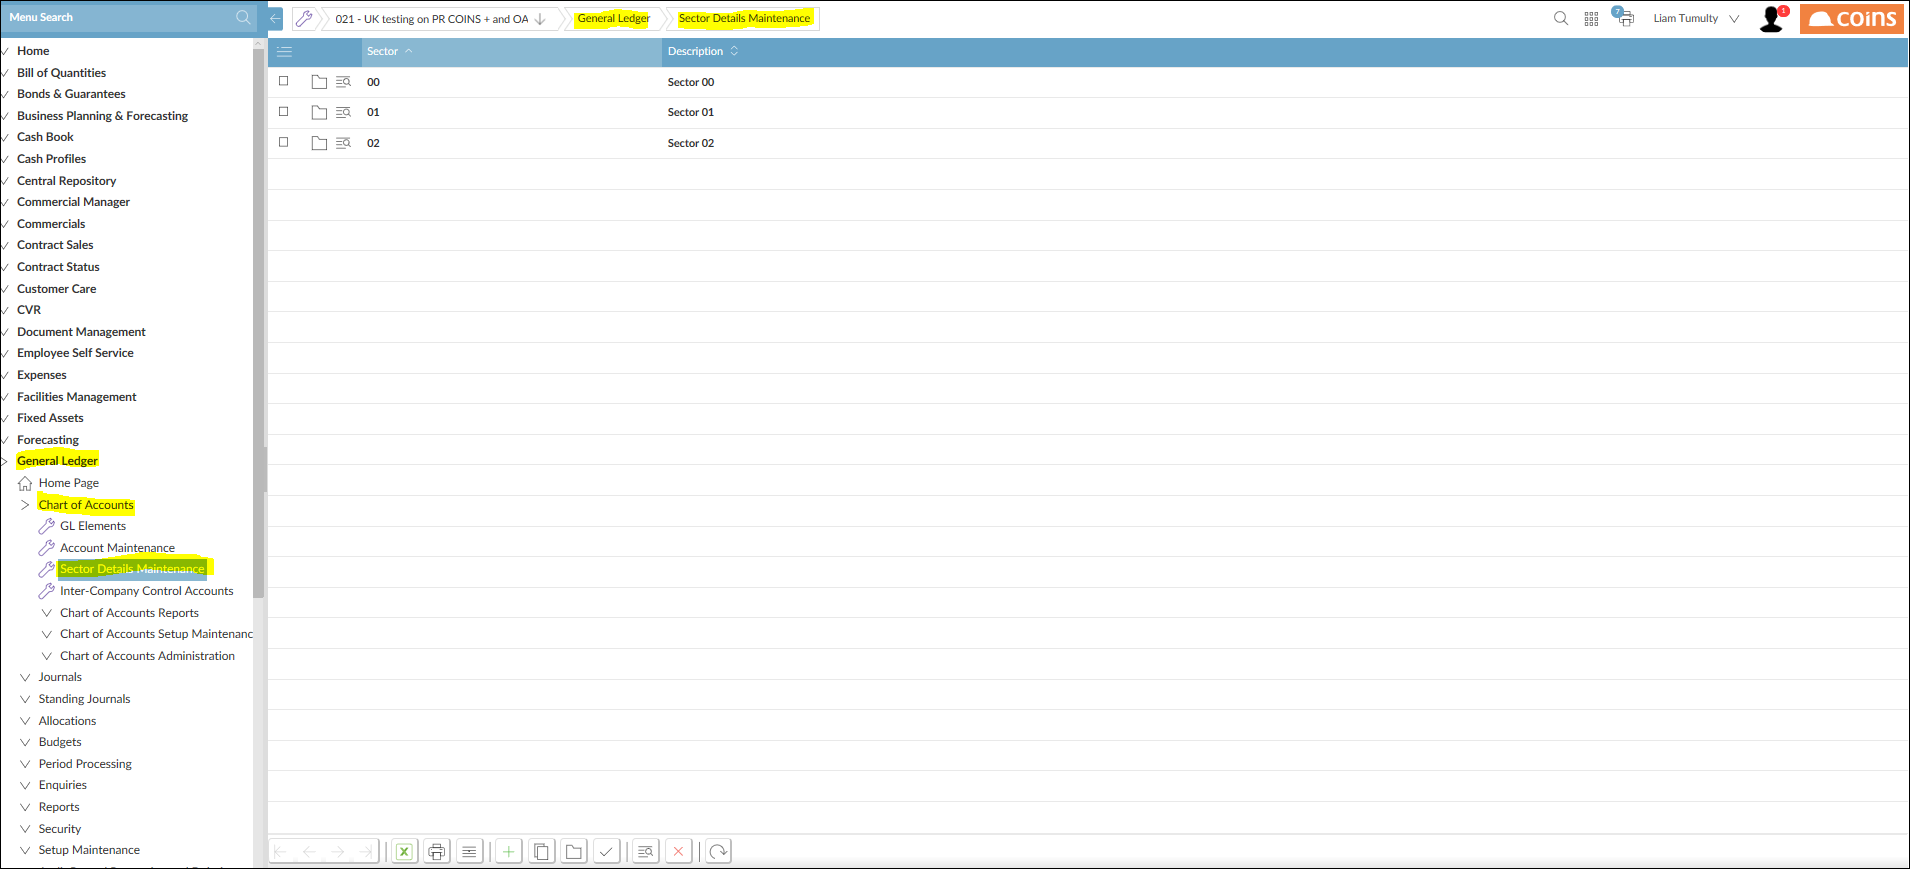 Menu Search
021 - UK testing on PR COINS + and OA
General Ledger
Sector Details Maintenance
7
Liam Tumulty
1
COINS
Home
Bill of Quantities
Bonds & Guarantees
Business Planning & Forecasting
Cash Book
Cash Profiles
Central Repository
Commercial Manager
Commercials
Contract Sales
Contract Status
Customer Care
CVR
Document Management
Employee Self Service
Expenses
Facilities Management
Fixed Assets
Forecasting
General Ledger
Home Page
Chart of Accounts
GL Elements
Account Maintenance
Sector Details Maintenance
Inter-Company Control Accounts
Chart of Accounts Reports
Chart of Accounts Setup Maintenanc
Chart of Accounts Administration
Journals
Standing Journals
Allocations
Budgets
Period Processing
Enquiries
Reports
Security
Setup Maintenance
Sector Description
00 Sector 00
01 Sector 01
02 Sector 02